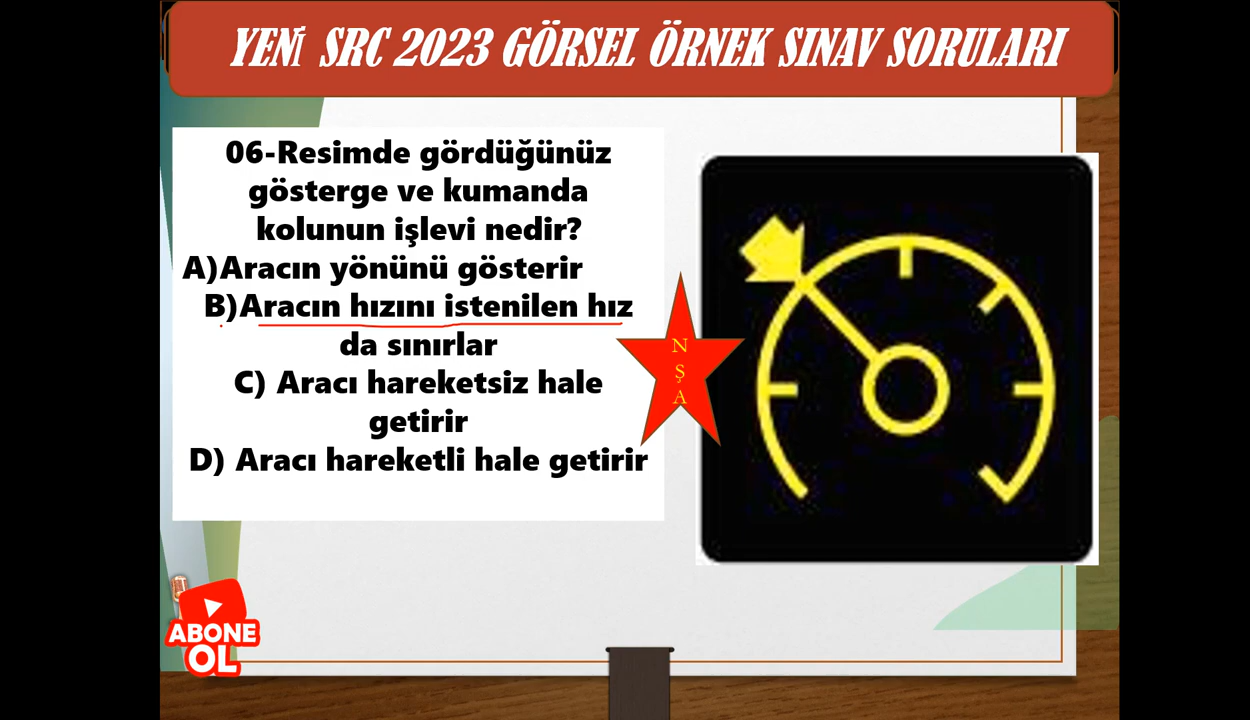 YENİ SRC 2023 GÖRSEL ÖRNEK SINAV SORULARI
06-Resimde gördüğünüz
gösterge ve kumanda
kolunun işlevi nedir?
A)Aracın yönünü gösterir
B)Aracın hızını istenilen hız
da sınırlar
C) Aracı hareketsiz hale
getirir
D) Aracı hareketli hale getirir
N
Ş
A
ABONE
OL